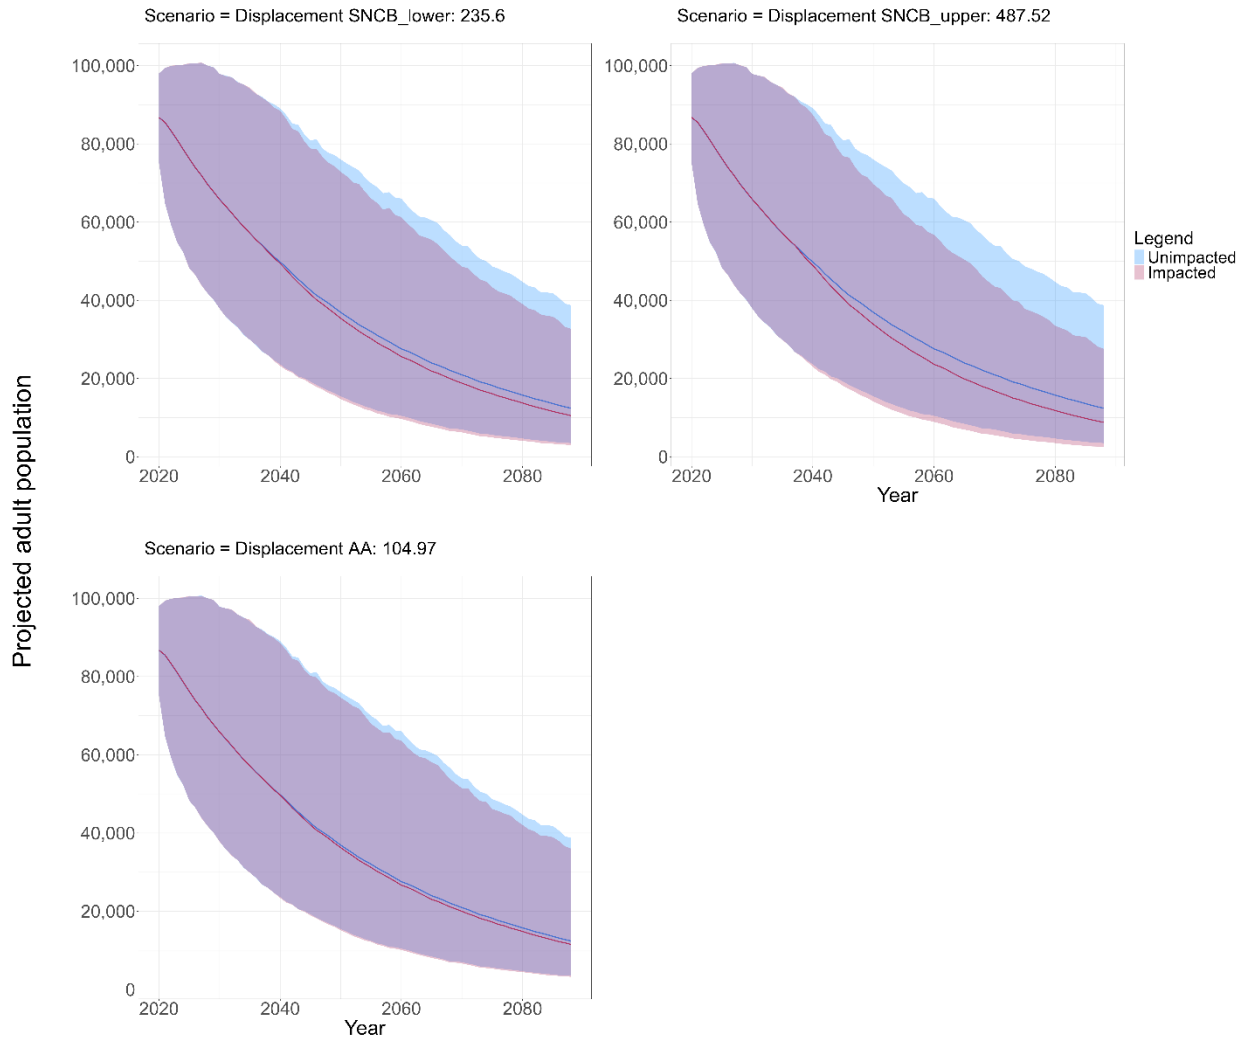 Scenario = Displacement SNCB_lower: 235.6
Scenario = Displacement SNCB_upper: 487.52
100,000
80,000
60,000
40,000
20,000
0
2020 2040 2060 2080
100,000
80,000
60,000
40,000
20,000
0
2020 2040 2060 2080
Year
Legend
Unimpacted
Impacted
Projected adult population
Scenario = Displacement AA: 104.97
100,000
80,000
60,000
40,000
20,000
0
2020 2040 2060 2080
Year